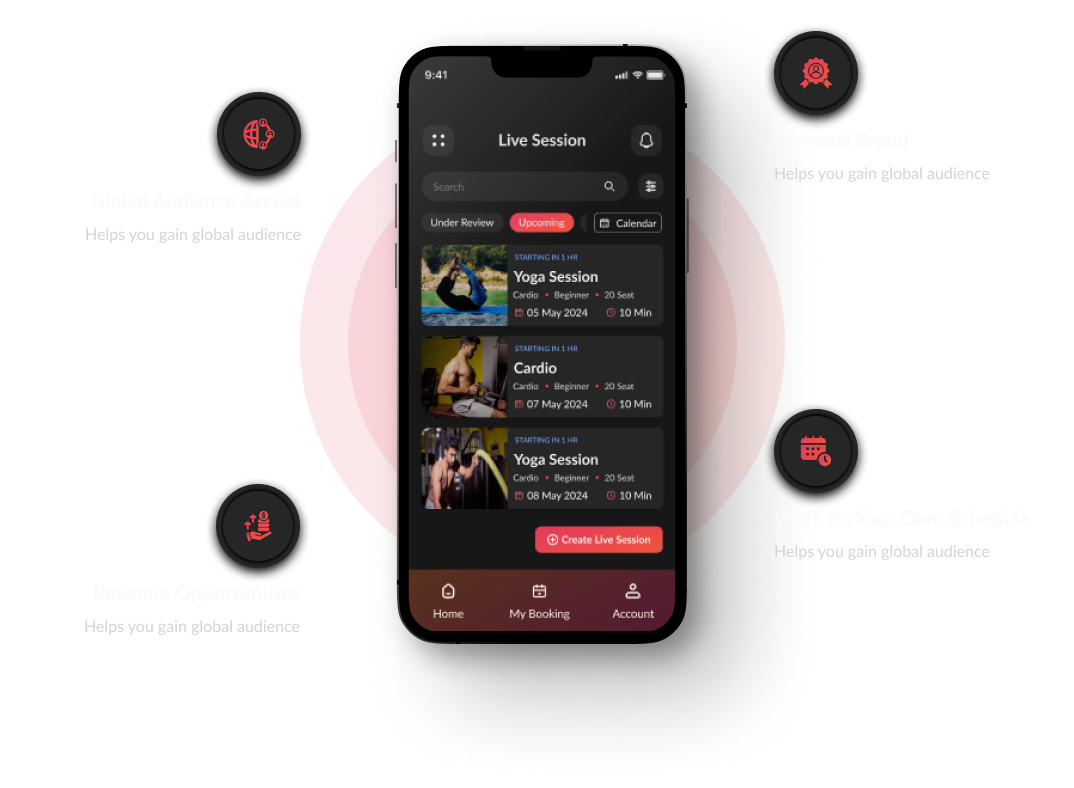 Global Audience Access
Helps you gain global audience
Revenue Opportunities
Helps you gain global audience
9:41
Live Session
Search
Under Review
Upcoming
Calendar
STARTING IN 1 HR
Yoga Session
Cardio • Beginner • 20 Seat
05 May 2024 10 Min
STARTING IN 1 HR
Cardio
Cardio • Beginner • 20 Seat
07 May 2024 10 Min
STARTING IN 1 HR
Yoga Session
Cardio • Beginner • 20 Seat
08 May 2024 10 Min
Create Live Session
Home
My Booking
Account
Personal Brand
Helps you gain global audience
Work on Your Own Schedule
Helps you gain global audience